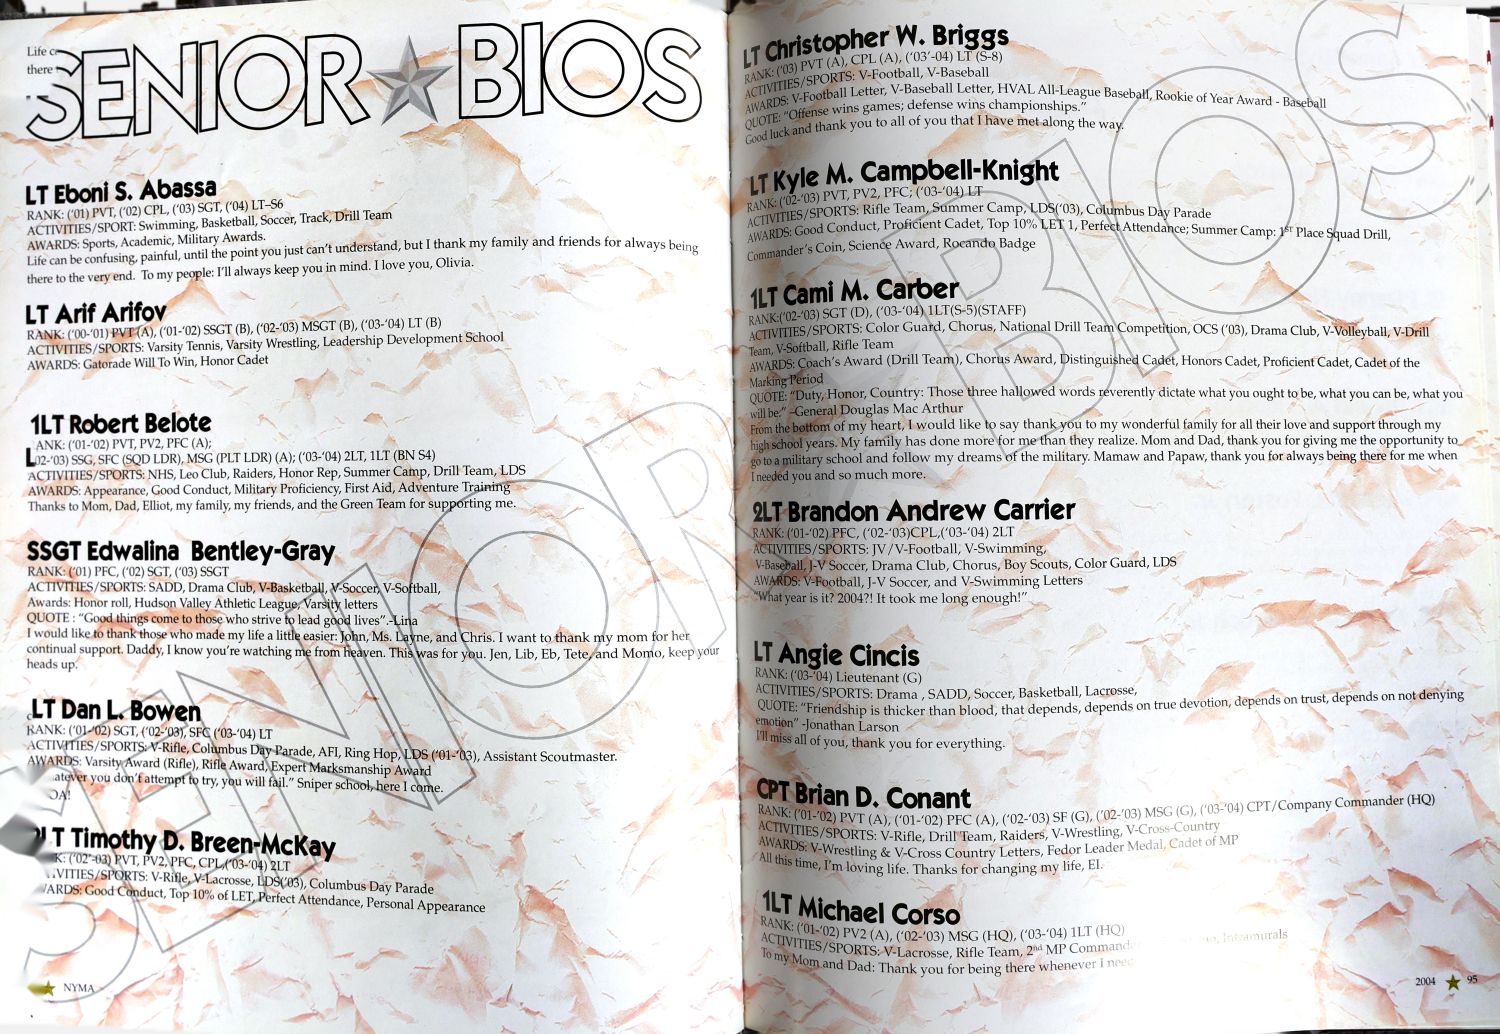 Life c
there
SENIOR BIOS
LT Eboni S. Abassa
RANK: ('01) PVT, ('02) CPL, ('03) SGT, ('04) LT–S6
ACTIVITIES/SPORT: Swimming, Basketball, Soccer, Track, Drill Team
AWARDS: Sports, Academic, Military Awards.
Life can be confusing, painful, until the point you just can't understand, but I thank my family and friends for always being
there to the very end. To my people: I'll always keep you in mind. I love you, Olivia.
LT Arif Arifov
RANK: ('00-'01) PVT (A), ('01-'02) SSGT (B), ('02-'03) MSGT (B), ('03-'04) LT (B)
ACTIVITIES/SPORTS: Varsity Tennis, Varsity Wrestling, Leadership Development School
AWARDS: Gatorade Will To Win, Honor Cadet
1LT Robert Belote
ANK: ('01-'02) PVT, PV2, PFC (A);
02-'03) SSG, SFC (SQD LDR), MSG (PLT LDR) (A); ('03-'04) 2LT, 1LT (BN S4)
ACTIVITIES/SPORTS: NHS, Leo Club, Raiders, Honor Rep, Summer Camp, Drill Team, LDS
AWARDS: Appearance, Good Conduct, Military Proficiency, First Aid, Adventure Training
Thanks to Mom, Dad, Elliot, my family, my friends, and the Green Team for supporting me.
SSGT Edwalina Bentley-Gray
RANK: ('01) PFC, ('02) SGT, ('03) SSGT
ACTIVITIES/SPORTS: SADD, Drama Club, V-Basketball, V-Soccer, V-Softball,
Awards: Honor roll, Hudson Valley Athletic League, Varsity letters
QUOTE : "Good things come to those who strive to lead good lives".-Lina
I would like to thank those who made my life a little easier: John, Ms. Layne, and Chris. I want to thank my mom for her
continual support. Daddy, I know you're watching me from heaven. This was for you. Jen, Lib, Eb, Tete, and Momo, keep your
heads up.
LT Dan L. Bowen
RANK: ('01-'02) SGT, ('02-'03), SFC ('03-'04) LT
ACTIVITIES/SPORTS: V-Rifle, Columbus Day Parade, AFI, Ring Hop, LDS ('01-'03), Assistant Scoutmaster.
AWARDS: Varsity Award (Rifle), Rifle Award, Expert Marksmanship Award
atever you don't attempt to try, you will fail." Sniper school, here I come.
OA!
LT Timothy D. Breen-McKay
K: ('02'-03) PVT, PV2, PFC, CPL,('03-'04) 2LT
VITIES/SPORTS: V-Rifle, V-Lacrosse, LDS('03), Columbus Day Parade
ARDS: Good Conduct, Top 10% of LET, Perfect Attendance, Personal Appearance
NYMA
SENIOR BIOS
LT Christopher W. Briggs
RANK: ('03) PVT (A), CPL (A), ('03'-04) LT (S-8)
ACTIVITIES/SPORTS: V-Football, V-Baseball
AWARDS: V-Football Letter, V-Baseball Letter, HVAL All-League Baseball, Rookie of Year Award - Baseball
QUOTE: "Offense wins games; defense wins championships."
Good luck and thank you to all of you that I have met along the way.
LT Kyle M. Campbell-Knight
RANK: ('02-'03) PVT, PV2, PFC; ('03-'04) LT
ACTIVITIES/SPORTS: Rifle Team, Summer Camp, LDS('03), Columbus Day Parade
AWARDS: Good Conduct, Proficient Cadet, Top 10% LET 1, Perfect Attendance; Summer Camp: 1ST Place Squad Drill,
Commander's Coin, Science Award, Rocando Badge
1LT Cami M. Carber
RANK:('02-'03) SGT (D), ('03-'04) 1LT(S-5)(STAFF)
ACTIVITIES/SPORTS: Color Guard, Chorus, National Drill Team Competition, OCS ('03), Drama Club, V-Volleyball, V-Drill
Team, V-Softball, Rifle Team
AWARDS: Coach's Award (Drill Team), Chorus Award, Distinguished Cadet, Honors Cadet, Proficient Cadet, Cadet of the
Marking Period
QUOTE: "Duty, Honor, Country: Those three hallowed words reverently dictate what you ought to be, what you can be, what you
will be." –General Douglas Mac Arthur
From the bottom of my heart, I would like to say thank you to my wonderful family for all their love and support through my
high school years. My family has done more for me than they realize. Mom and Dad, thank you for giving me the opportunity to
go to a military school and follow my dreams of the military. Mamaw and Papaw, thank you for always being there for me when
I needed you and so much more.
2LT Brandon Andrew Carrier
RANK: ('01-'02) PFC, ('02-'03)CPL,('03-'04) 2LT
ACTIVITIES/SPORTS: JV/V-Football, V-Swimming,
V-Baseball, J-V Soccer, Drama Club, Chorus, Boy Scouts, Color Guard, LDS
AWARDS: V-Football, J-V Soccer, and V-Swimming Letters
"What year is it? 2004?! It took me long enough!"
LT Angie Cincis
RANK: ('03-'04) Lieutenant (G)
ACTIVITIES/SPORTS: Drama , SADD, Soccer, Basketball, Lacrosse,
QUOTE: "Friendship is thicker than blood, that depends, depends on true devotion, depends on trust, depends on not denying
emotion" -Jonathan Larson
I'll miss all of you, thank you for everything.
CPT Brian D. Conant
RANK: ('01-'02) PVT (A), ('01-'02) PFC (A), ('02-'03) SF (G), ('02-'03) MSG (G), ('03-'04) CPT/Company Commander (HQ)
ACTIVITIES/SPORTS: V-Rifle, Drill Team, Raiders, V-Wrestling, V-Cross-Country
AWARDS: V-Wrestling & V-Cross Country Letters, Fedor Leader Medal, Cadet of MP
All this time, I'm loving life. Thanks for changing my life, EI.
1LT Michael Corso
RANK: ('01-'02) PV2 (A), ('02-'03) MSG (HQ), ('03-'04) 1LT (HQ)
ACTIVITIES/SPORTS: V-Lacrosse, Rifle Team, 2nd MP Command Intramurals
To my Mom and Dad: Thank you for being there whenever I nee
2004 95